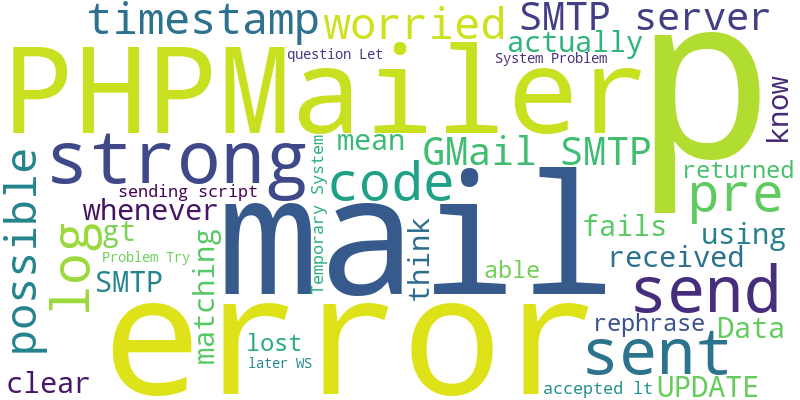 timestamp
worried
SMTP server
question Let
actually
System Problem
PHPMailer
p
know
strong
mean
GMail SMTP
returned
sending script
code
pre
whenever
possible
log
gt
mail
Temporary System
think
fails
using
received
Problem Try
matching
SMTP
able
send
error
rephrase
Data
lost
sent
later WS
clear
accepted lt
UPDATE